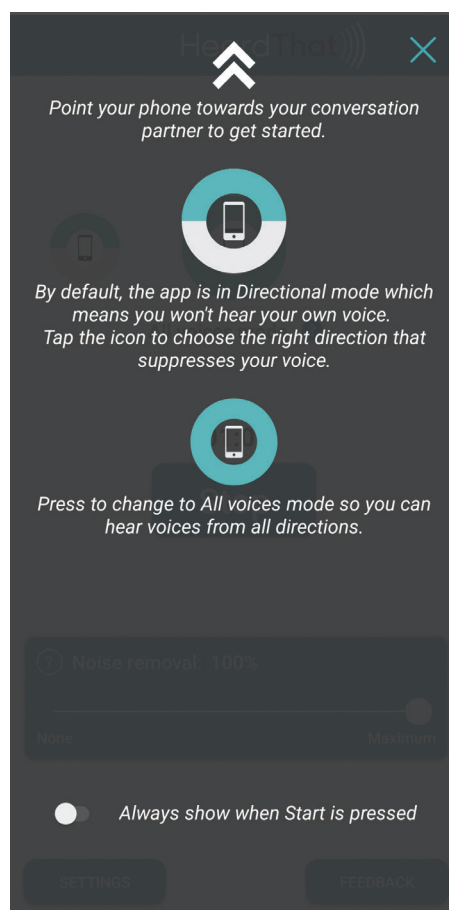 HeardThat
Point your phone towards your conversation
partner to get started.
By default, the app is in Directional mode which
means you won't hear your own voice.
Tap the icon to choose the right direction that
suppresses your voice.
Press to change to All voices mode so you can
hear voices from all directions.
? Noise removal: 100%
None Maximum
Always show when Start is pressed
SETTINGS FEEDBACK